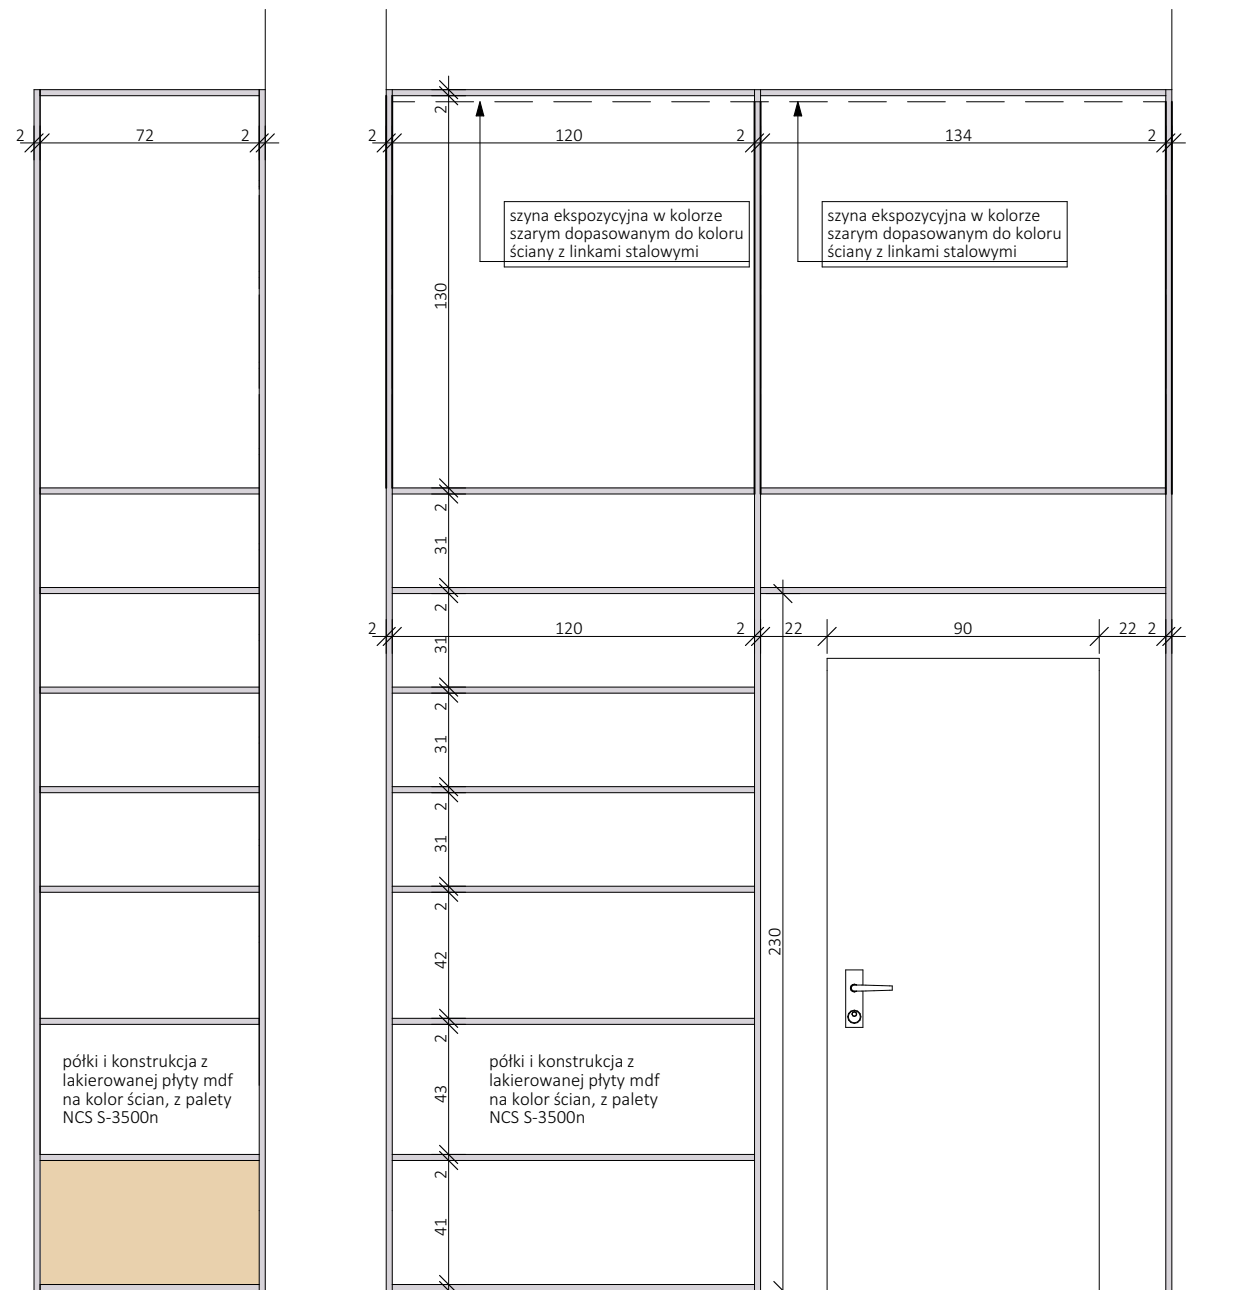 2
2 72 2 2 120 2 134 2
szyna ekspozycyjna w kolorze
szarym dopasowanym do koloru
ściany z linkami stalowymi
szyna ekspozycyjna w kolorze
szarym dopasowanym do koloru
ściany z linkami stalowymi
130
2
31
2
2 120 2 22 90 22 2
31
2
31
2
31
2
230
42
2
półki i konstrukcja z
lakierowanej płyty mdf
na kolor ścian, z palety
NCS S-3500n
półki i konstrukcja z
lakierowanej płyty mdf
na kolor ścian, z palety
NCS S-3500n
43
2
41